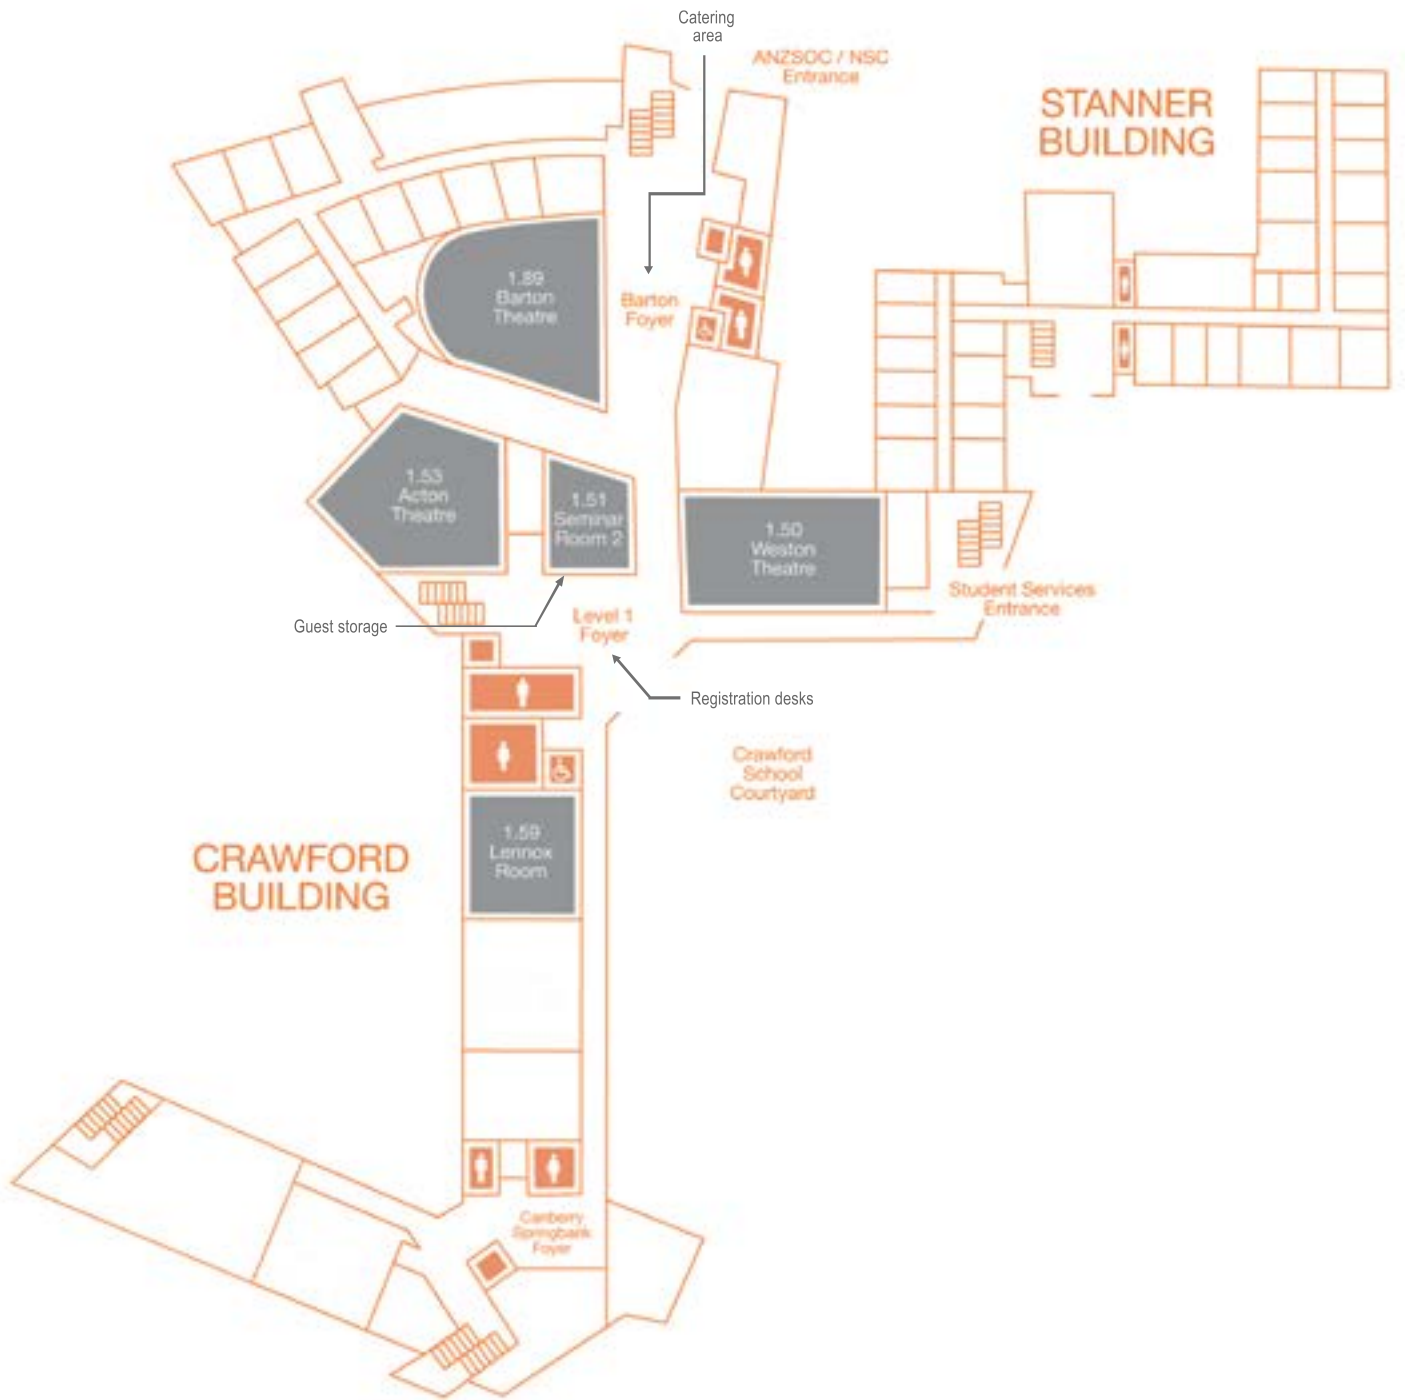 Catering
area
ANZSOC / NSC
Entrance
STANNER
BUILDING
1.89
Barton
Theatre
Barton
Foyer
1.53
Acton
Theatre
1.51
Seminar
Room 2
1.50
Weston
Theatre
Student Services
Entrance
Guest storage
Level 1
Foyer
Registration desks
Crawford
School
Courtyard
1.59
Lennox
Room
CRAWFORD
BUILDING
Canberry
Springbank
Foyer